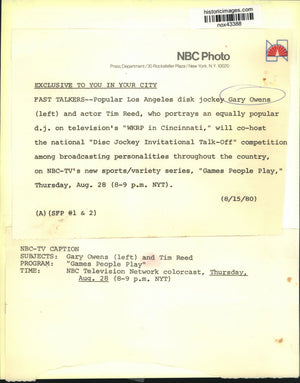 historicimages.com
nox43388
NBC Photo
Press Department / 30 Rockefeller Plaza / New York, N.Y. 10020
EXCLUSIVE TO YOU IN YOUR CITY
FAST TALKERS--Popular Los Angeles disk jockey Gary Owens
(left) and actor Tim Reed, who portrays an equally popular
d.j. on television's "WKRP in Cincinnati," will co-host
the national "Disc Jockey Invitational Talk-Off" competition
among broadcasting personalities throughout the country,
on NBC-TV's new sports/variety series, "Games People Play,"
Thursday, Aug. 28 (8-9 p.m. NYT).
(8/15/80)
(A)(SFP #1 & 2)
NBC-TV CAPTION
SUBJECTS: Gary Owens (left) and Tim Reed
PROGRAM: "Games People Play"
TIME: NBC Television Network colorcast, Thursday,
Aug. 28 (8-9 p.m. NYT)